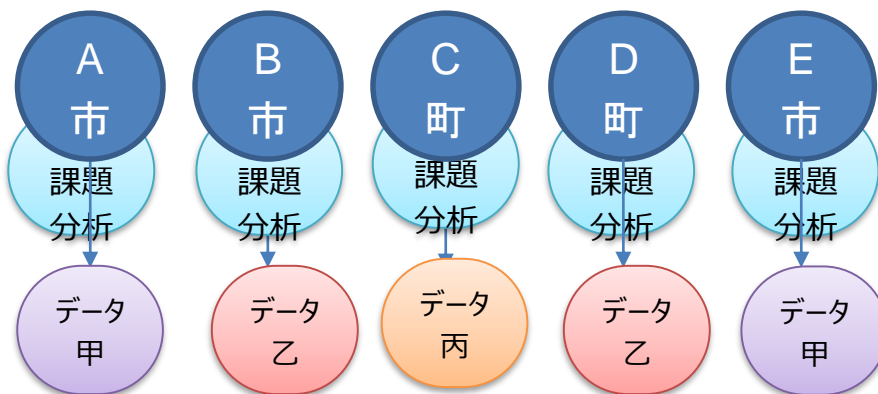 A
市
課題
分析
データ
甲
B
市
課題
分析
データ
乙
C
町
課題
分析
データ
丙
D
町
課題
分析
データ
乙
E
市
課題
分析
データ
甲